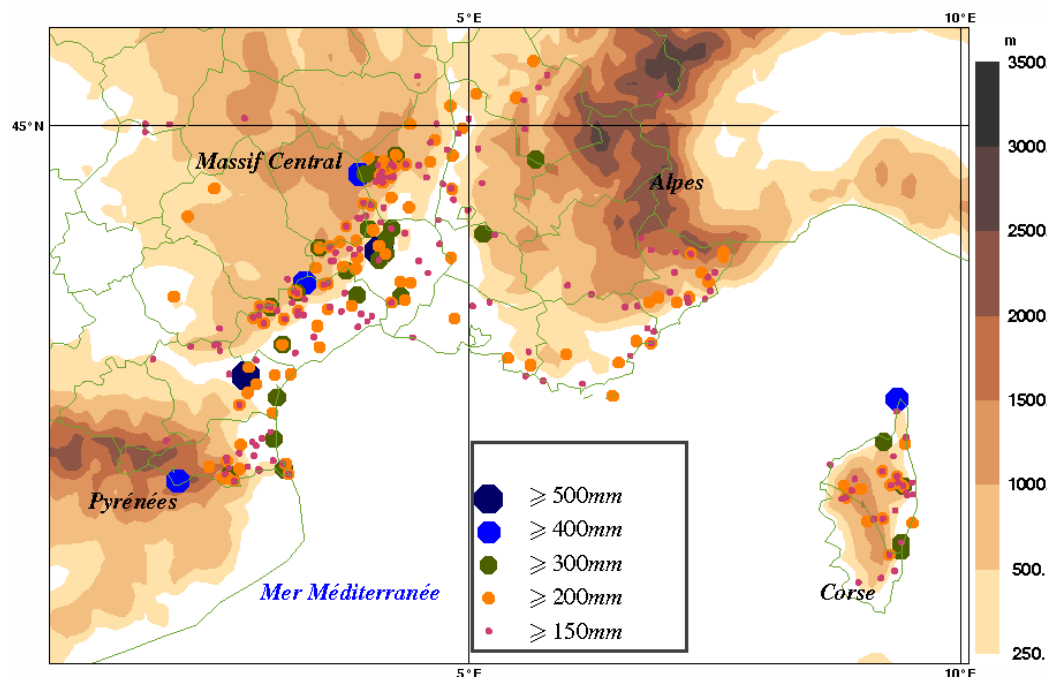 5°E 10°E
m
3500.
45°N
3000.
Massif Central
Alpes
2500.
2000.
1500.
Pyrénées
1000.
⩾ 500mm
⩾ 400mm
⩾ 300mm
500.
Mer Méditerranée
Corse
⩾ 200mm
⩾ 150mm
250.
5°E 10°E